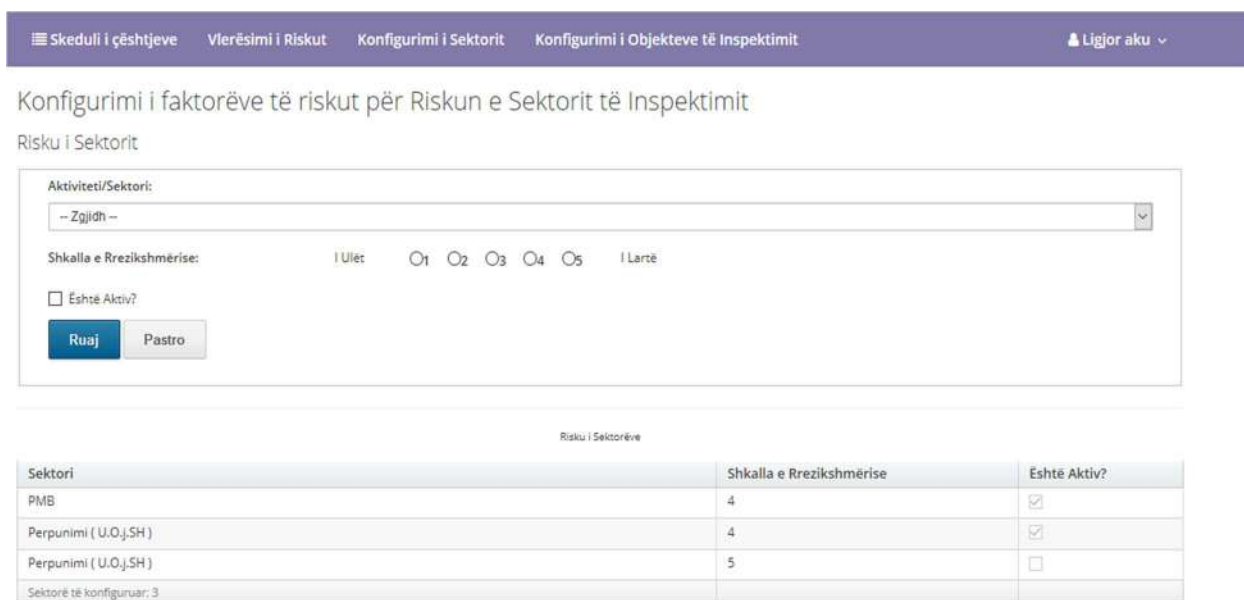 Skeduli i çështjeve Vlerësimi i Riskut Konfigurimi i Sektorit Konfigurimi i Objekteve të Inspektimit Ligjor aku
Konfigurimi i faktorëve të riskut për Riskun e Sektorit të Inspektimit
Risku i Sektorit
Aktiviteti/Sektori:
-- Zgjidh --
Shkalla e Rrezikshmërise: I Ulët 1 2 3 4 5 I Lartë
Është Aktiv?
Ruaj Pastro
Risku i Sektorëve
Sektori Shkalla e Rrezikshmërise Është Aktiv?
PMB 4
Perpunimi ( U.O.j.SH ) 4
Perpunimi ( U.O.j.SH ) 5
Sektorë të konfiguruar: 3